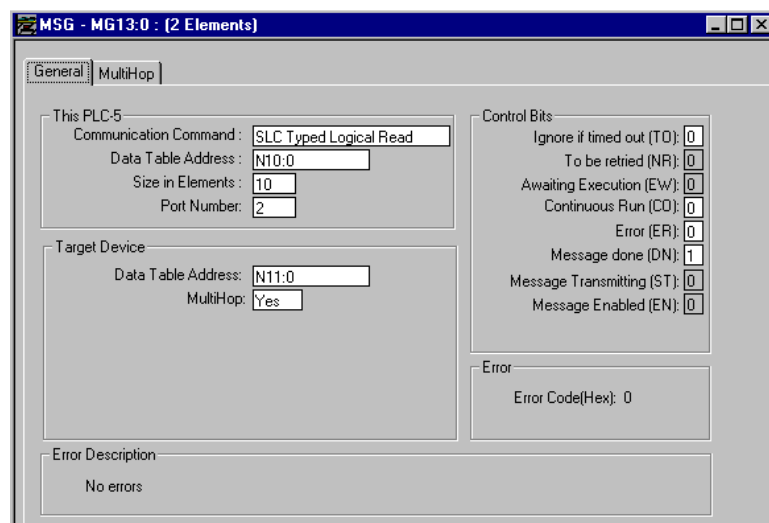 MSG - MG13:0 : (2 Elements)
General MultiHop
This PLC-5
Communication Command : SLC Typed Logical Read
Data Table Address : N10:0
Size in Elements : 10
Port Number: 2
Target Device
Data Table Address: N11:0
MultiHop: Yes
Control Bits
Ignore if timed out (TO): 0
To be retried (NR): 0
Awaiting Execution (EW): 0
Continuous Run (CO): 0
Error (ER): 0
Message done (DN): 1
Message Transmitting (ST): 0
Message Enabled (EN): 0
Error
Error Code(Hex): 0
Error Description
No errors